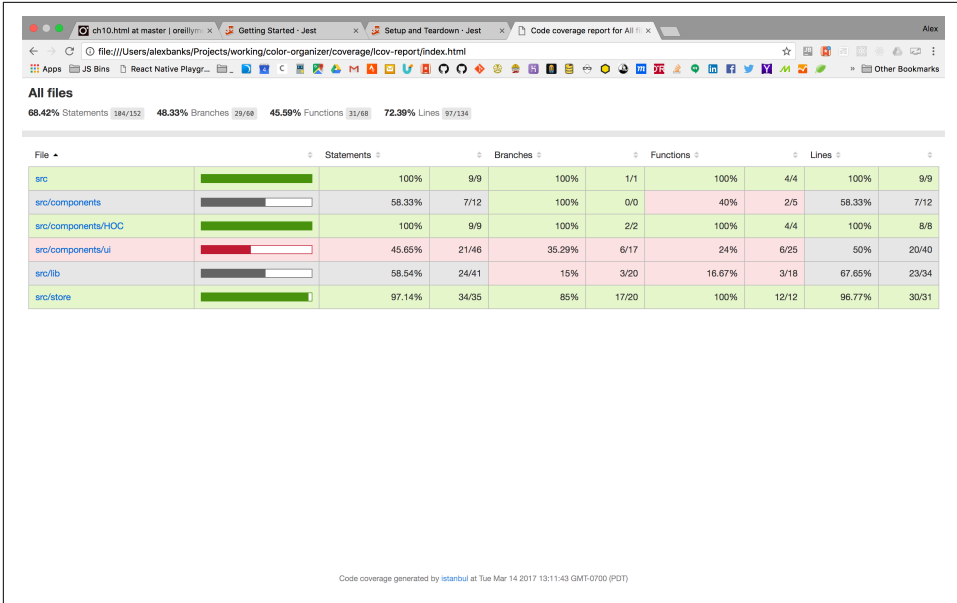 ch10.html at master | oreillym
Getting Started · Jest
Setup and Teardown · Jest
Code coverage report for All fi
Alex
file:///Users/alexbanks/Projects/working/color-organizer/coverage/lcov-report/index.html
Apps JS Bins React Native Playgr... Other Bookmarks
All files
68.42% Statements 104/152 48.33% Branches 29/60 45.59% Functions 31/68 72.39% Lines 97/134
File Statements Branches Functions Lines
src 100% 9/9 100% 1/1 100% 4/4 100% 9/9
src/components 58.33% 7/12 100% 0/0 40% 2/5 58.33% 7/12
src/components/HOC 100% 9/9 100% 2/2 100% 4/4 100% 8/8
src/components/ui 45.65% 21/46 35.29% 6/17 24% 6/25 50% 20/40
src/lib 58.54% 24/41 15% 3/20 16.67% 3/18 67.65% 23/34
src/store 97.14% 34/35 85% 17/20 100% 12/12 96.77% 30/31
Code coverage generated by istanbul at Tue Mar 14 2017 13:11:43 GMT-0700 (PDT)